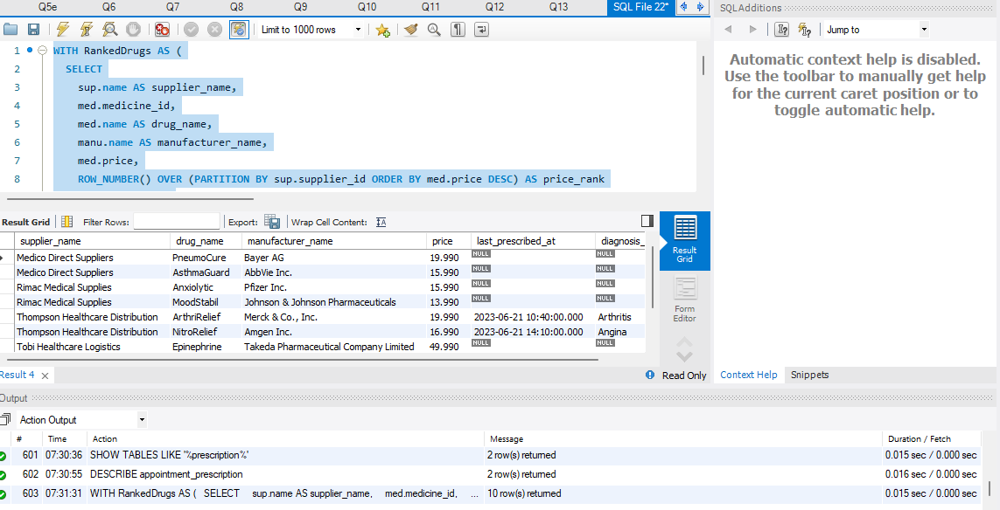 Q5e Q6 Q7 Q8 Q9 Q10 Q11 Q12 Q13 SQL File 22*
Limit to 1000 rows
1 WITH RankedDrugs AS (
2 SELECT
3 sup.name AS supplier_name,
4 med.medicine_id,
5 med.name AS drug_name,
6 manu.name AS manufacturer_name,
7 med.price,
8 ROW_NUMBER() OVER (PARTITION BY sup.supplier_id ORDER BY med.price DESC) AS price_rank
Result Grid Filter Rows: Export: Wrap Cell Content:
supplier_name drug_name manufacturer_name price last_prescribed_at diagnosis_
Medico Direct Suppliers PneumoCure Bayer AG 19.990 NULL NULL
Medico Direct Suppliers AsthmaGuard AbbVie Inc. 15.990 NULL NULL
Rimac Medical Supplies Anxiolytic Pfizer Inc. 15.990 NULL NULL
Rimac Medical Supplies MoodStabil Johnson & Johnson Pharmaceuticals 13.990 NULL NULL
Thompson Healthcare Distribution ArthriRelief Merck & Co., Inc. 19.990 2023-06-21 10:40:00.000 Arthritis
Thompson Healthcare Distribution NitroRelief Amgen Inc. 16.990 2023-06-21 14:10:00.000 Angina
Tobi Healthcare Logistics Epinephrine Takeda Pharmaceutical Company Limited 49.990 NULL NULL
Result
Grid
Form
Editor
Result 4 Read Only
SQLAdditions
Jump to
Automatic context help is disabled.
Use the toolbar to manually get help
for the current caret position or to
toggle automatic help.
Context Help Snippets
Output
Action Output
# Time Action Message Duration / Fetch
601 07:30:36 SHOW TABLES LIKE '%prescription%' 2 row(s) returned 0.015 sec / 0.000 sec
602 07:30:55 DESCRIBE appointment_prescription 2 row(s) returned 0.016 sec / 0.000 sec
603 07:31:31 WITH RankedDrugs AS ( SELECT sup.name AS supplier_name, med.medicine_id, ... 10 row(s) returned 0.015 sec / 0.000 sec